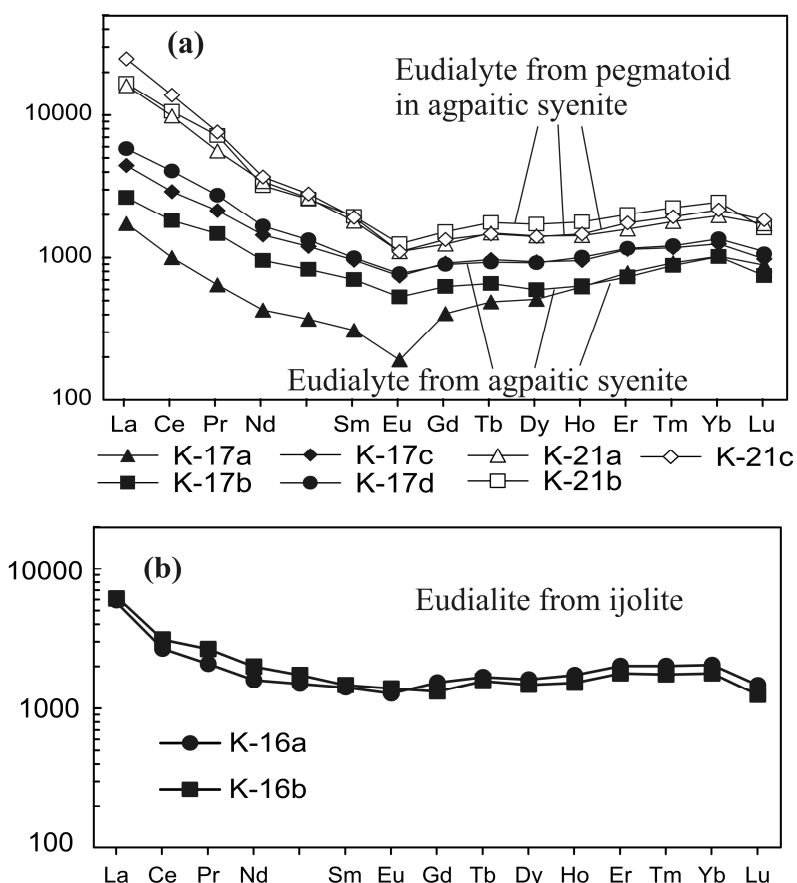 (a)
Eudialyte from pegmatoid
in agpaitic syenite
10000
1000
Eudialyte from agpaitic syenite
100
La Ce Pr Nd Sm Eu Gd Tb Dy Ho Er Tm Yb Lu
K-17a K-17c K-21a K-21c
K-17b K-17d K-21b
10000
(b)
Eudialite from ijolite
1000
K-16a
K-16b
100
La Ce Pr Nd Sm Eu Gd Tb Dy Ho Er Tm Yb Lu